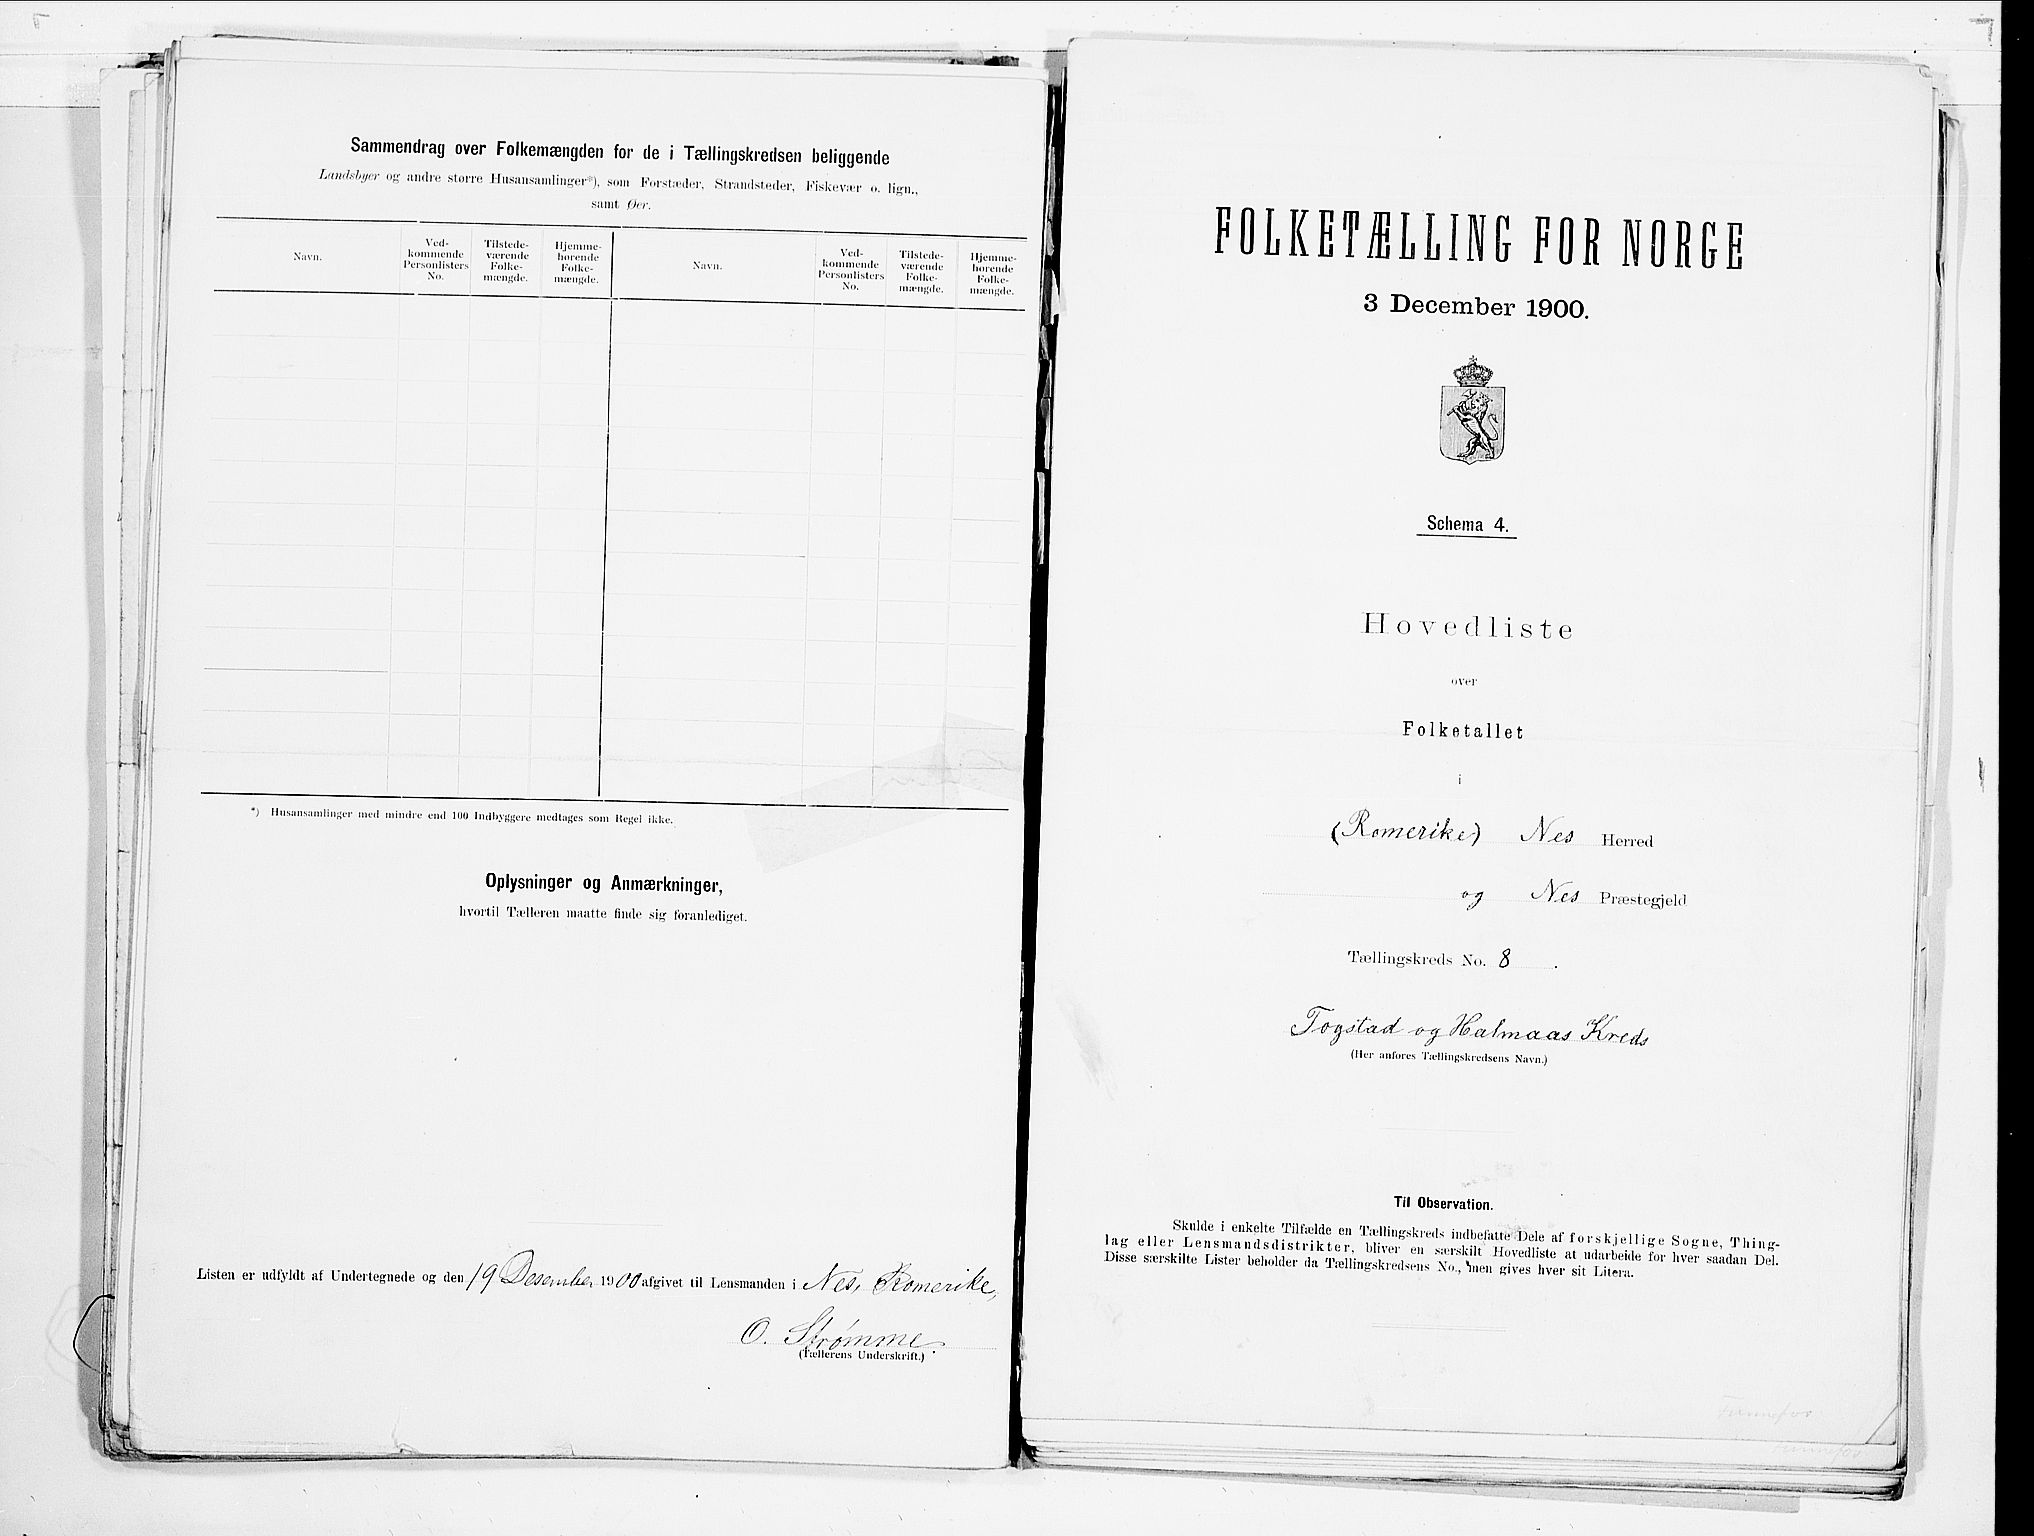 Sammendrag over Folkemængden for de i Tællingskredsen beliggende
Landsbyer og andre større Husansamlinger*), som Forstæder, Strandsteder, Fiskevær o. lign.,
samt Øer.
Navn.
Ved-
kommende
Personlisters
No.
Tilstede-
værende
Folke-
mængde.
Hjemme-
hørende
Folke-
mængde.
Navn.
Ved-
kommende
Personlisters
No.
Tilstede-
værende
Folke-
mængde.
Hjemme-
hørende
Folke-
mængde.
*) Husansamlinger med mindre end 100 Indbyggere medtages som Regel ikke.
Oplysninger og Anmærkninger,
hvortil Tælleren maatte finde sig foranlediget.
Listen er udfyldt af Undertegnede og den 19 Desember 1900 afgivet til Lensmanden i Nes, Romerike,
O. Strømme.
(Tællerens Underskrift.)
FOLKETÆLLING FOR NORGE
3 December 1900.
Schema 4.
Hovedliste
over
Folketallet
i
(Romerike) Nes Herred
og Nes Præstegjeld
Tællingskreds No. 8.
Togstad og Halmaas Kreds
(Her anføres Tællingskredsens Navn.)
Til Observation.
Skulde i enkelte Tilfælde en Tællingskreds indbefatte Dele af forskjellige Sogne, Thing-
lag eller Lensmandsdistrikter, bliver en særskilt Hovedliste at udarbeide for hver saadan Del.
Disse særskilte Lister beholder da Tællingskredsens No., men gives hver sit Litera.